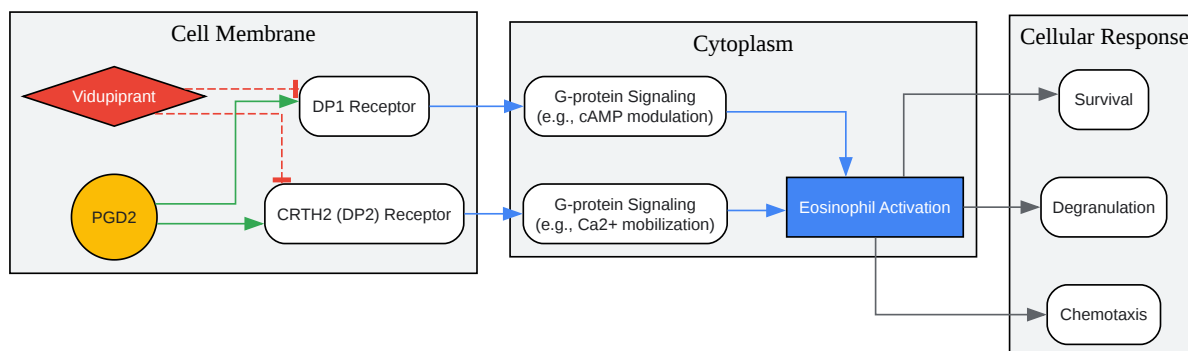 Cell Membrane
Vidupiprant
DP1 Receptor
PGD2
CRTH2 (DP2) Receptor
Cytoplasm
G-protein Signaling
(e.g., cAMP modulation)
G-protein Signaling
(e.g., Ca2+ mobilization)
Eosinophil Activation
Cellular Response
Survival
Degranulation
Chemotaxis